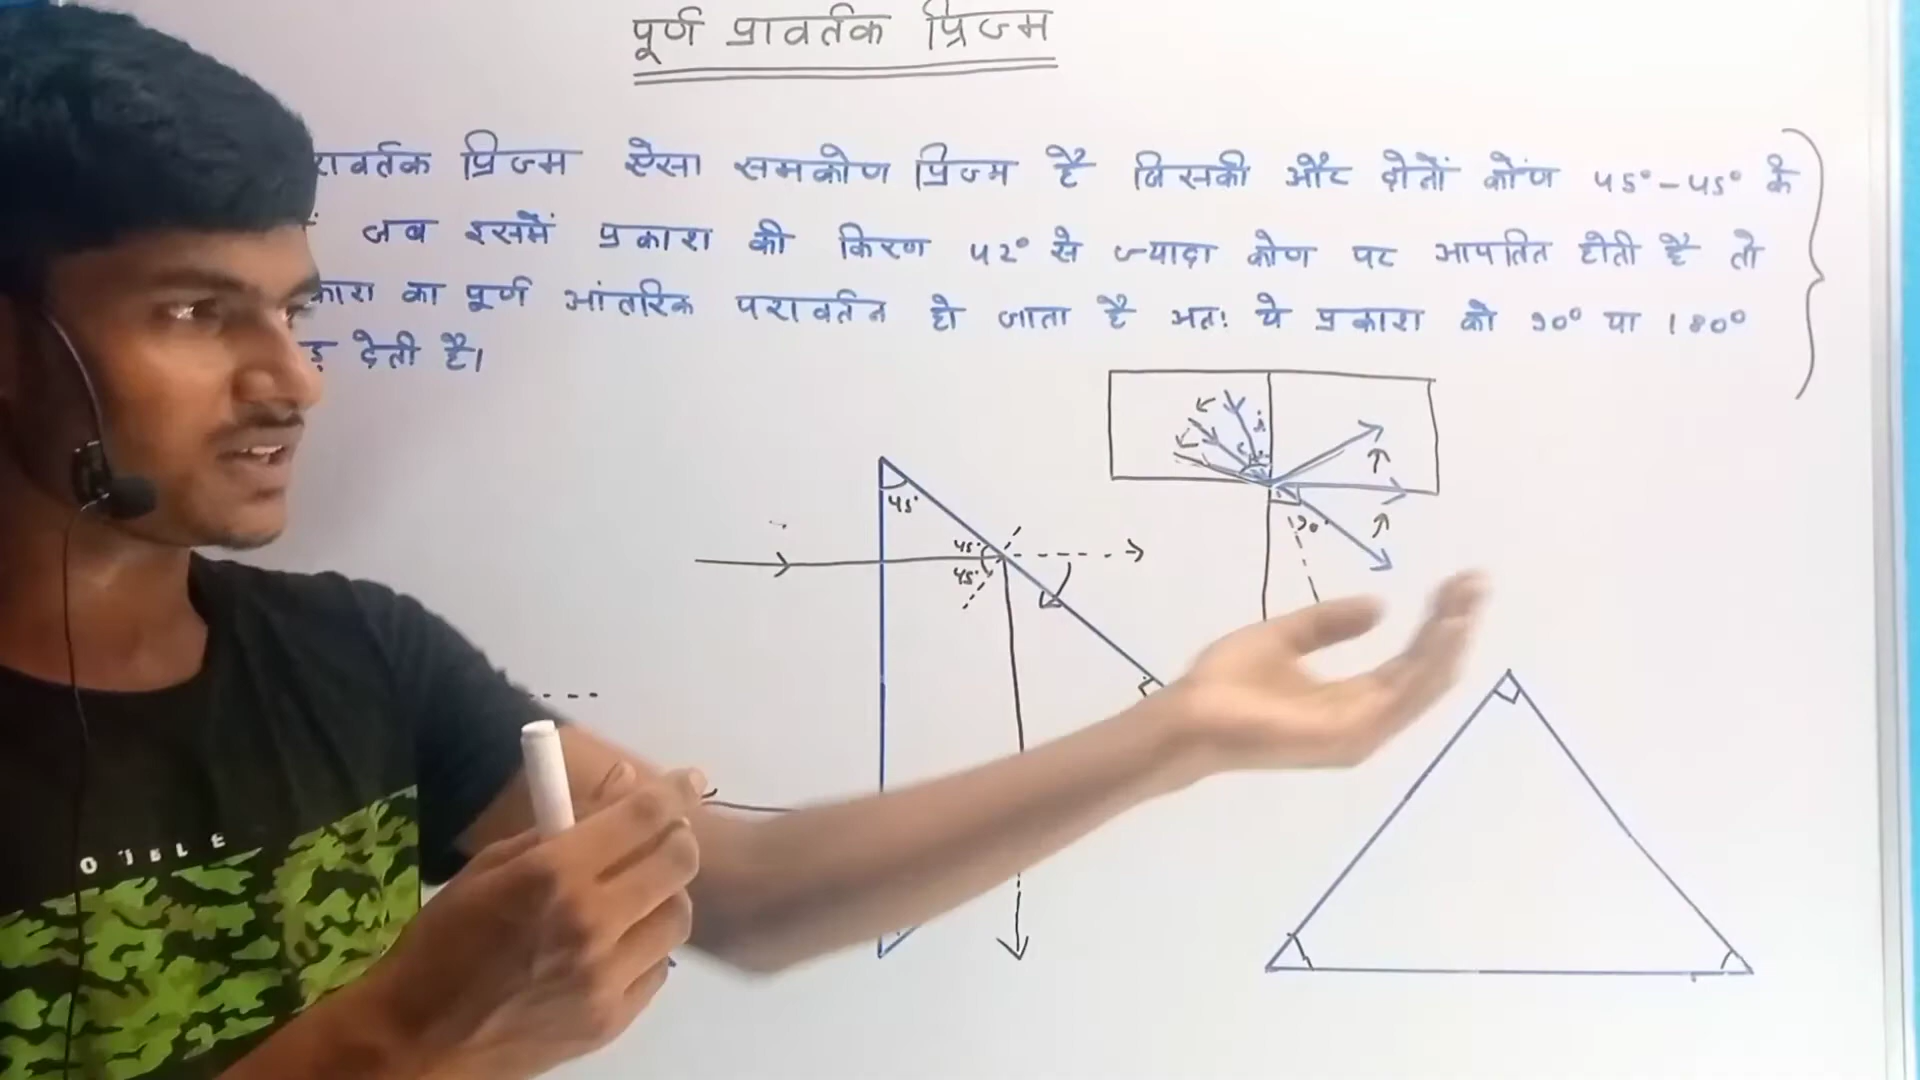 पूर्ण प्रावर्तक प्रिज्म
रावर्तक प्रिज्म ऐसा समकोण प्रिज्म है जिसकी और दोनों कोण 45° - 45° के
जब इसमें प्रकाश की किरण 42° से ज्यादा कोण पर आपतित होती है तो
काश का पूर्ण आंतरिक परावर्तन हो जाता है अतः ये प्रकाश को 90° या 180°
ड़ देती है।
45°
45°
45°
i
90°